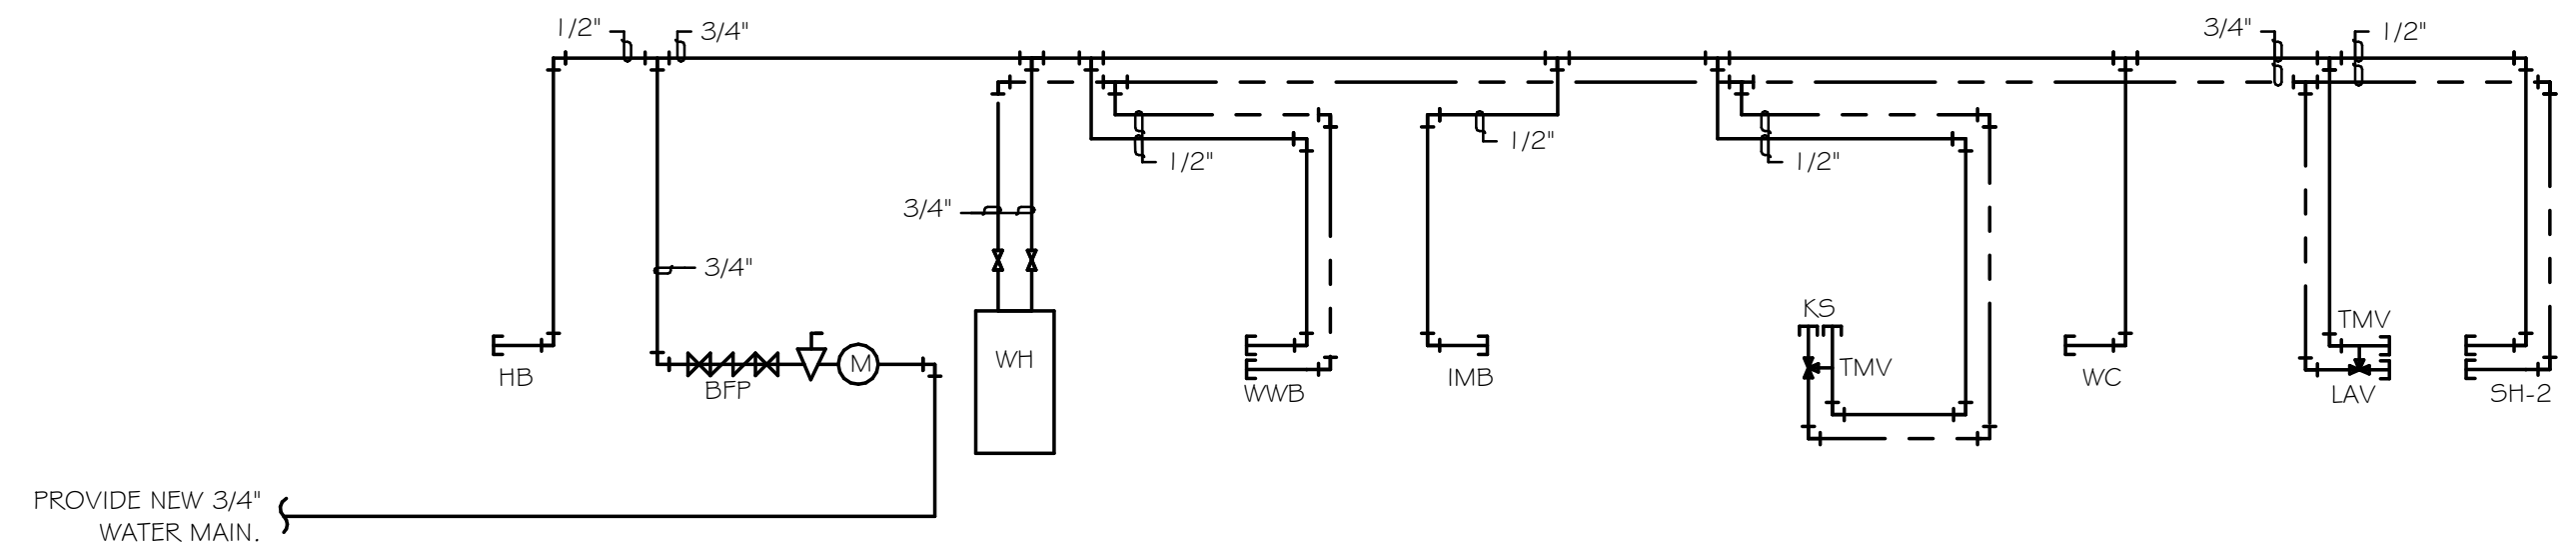 1/2"
3/4"
3/4"
1/2"
1/2"
1/2"
1/2"
3/4"
3/4"
KS
TMV
TMV
M
WH
HB
BFP
WWB
IMB
WC
LAV
SH-2
PROVIDE NEW 3/4"
WATER MAIN.